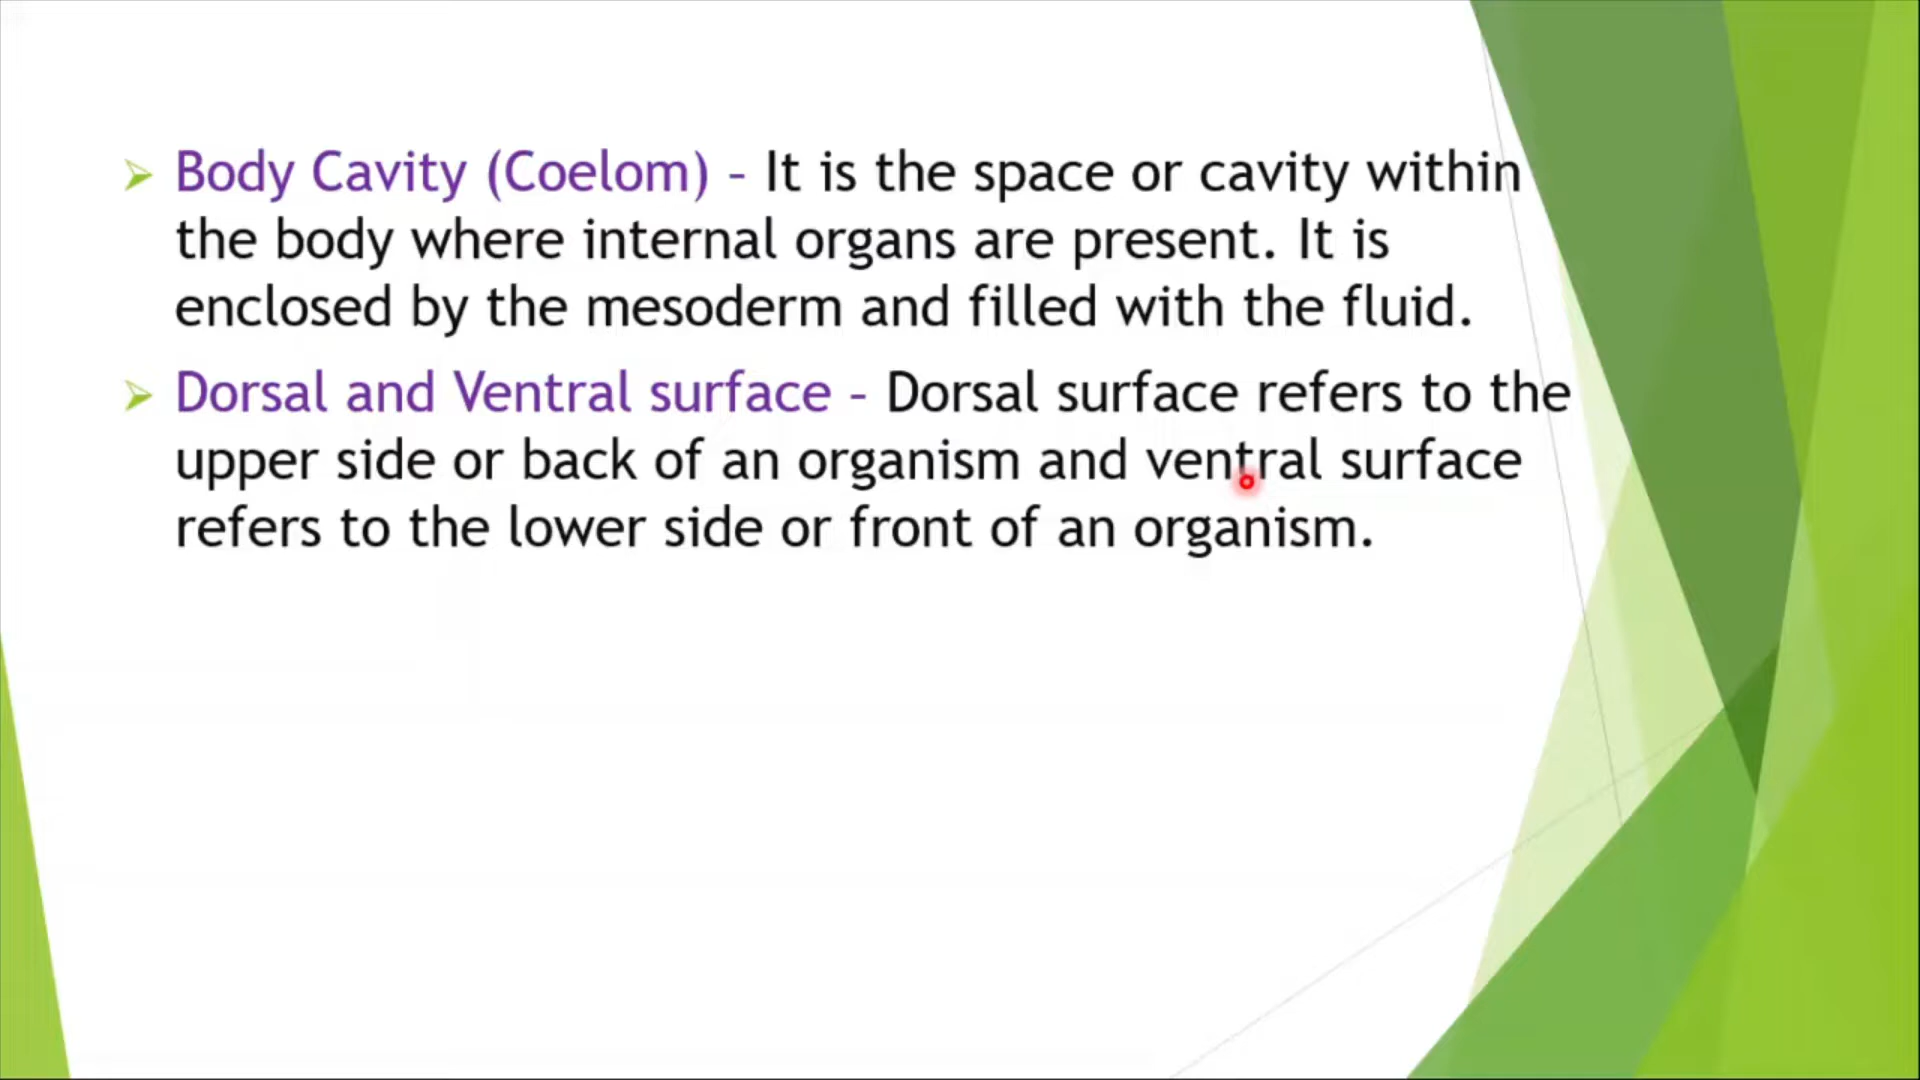 Body Cavity (Coelom) – It is the space or cavity within
the body where internal organs are present. It is
enclosed by the mesoderm and filled with the fluid.
Dorsal and Ventral surface – Dorsal surface refers to the
upper side or back of an organism and ventral surface
refers to the lower side or front of an organism.